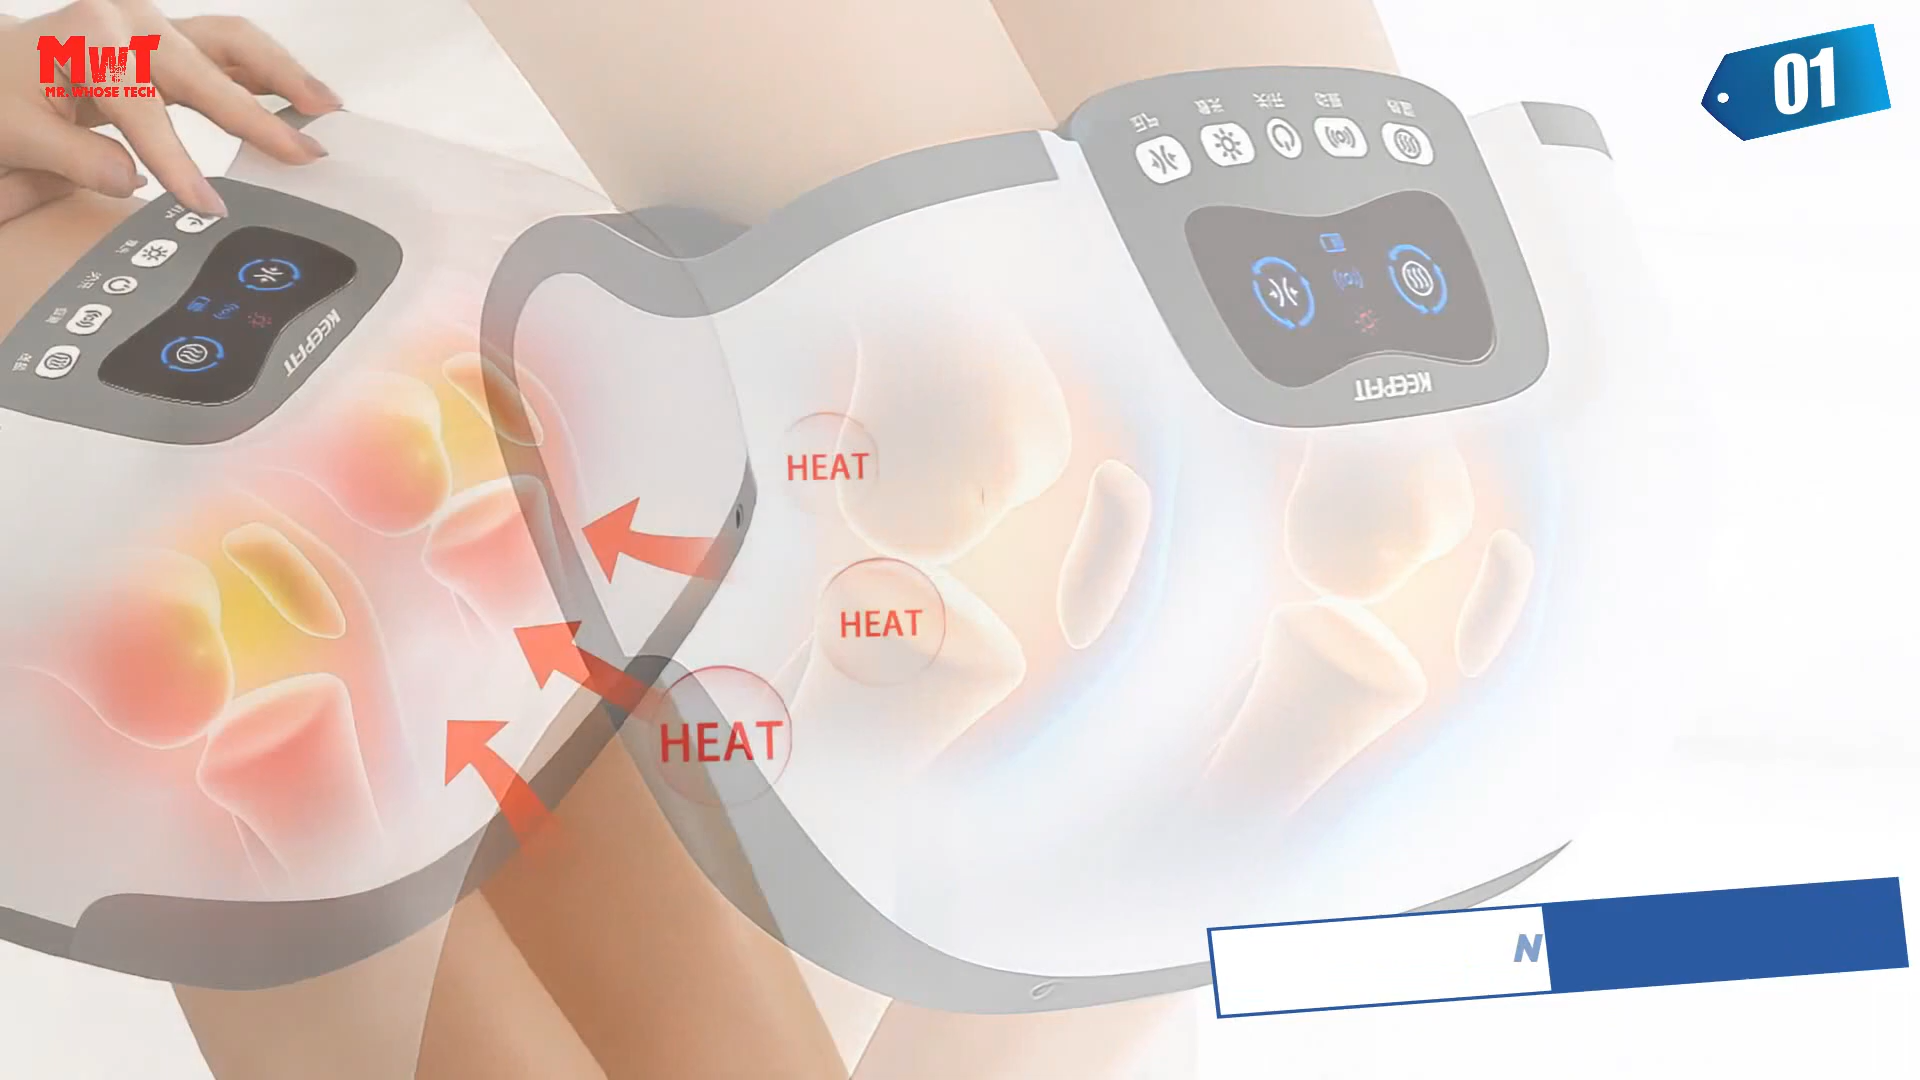 MWT
MR. WHOSE TECH
01
KEEPFIT
KEEPFIT
HEAT
HEAT
HEAT
N